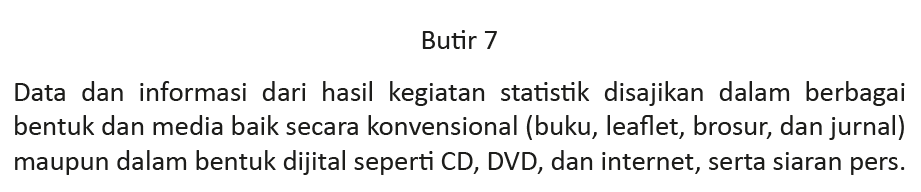 Butir 7
Data dan informasi dari hasil kegiatan statistik disajikan dalam berbagai
bentuk dan media baik secara konvensional (buku, leaflet, brosur, dan jurnal)
maupun dalam bentuk dijital seperti CD, DVD, dan internet, serta siaran pers.